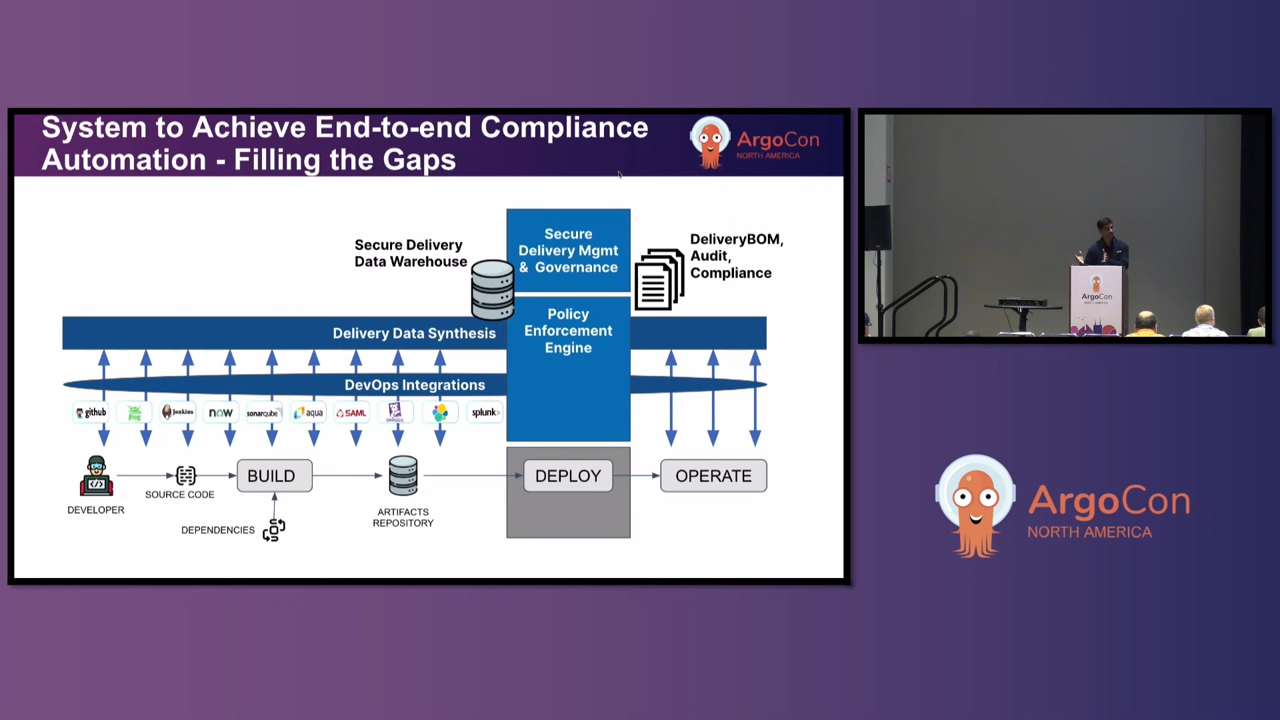 System to Achieve End-to-end Compliance
Automation - Filling the Gaps
ArgoCon
NORTH AMERICA
Secure Delivery
Data Warehouse
Secure
Delivery Mgmt
& Governance
DeliveryBOM,
Audit,
Compliance
Policy
Enforcement
Engine
Delivery Data Synthesis
DevOps Integrations
github
Jenkins
now
sonarqube
aqua
SAML
splunk>
DEVELOPER
SOURCE CODE
BUILD
DEPENDENCIES
ARTIFACTS
REPOSITORY
DEPLOY
OPERATE
ArgoCon
ArgoCon
NORTH AMERICA